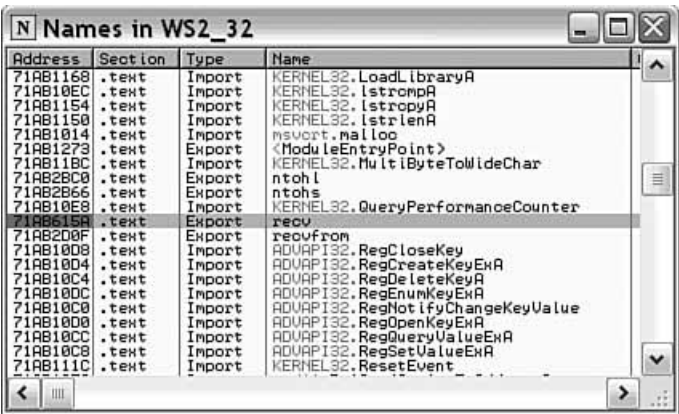 N Names in WS2_32
Address Section Type Name
71AB1168 .text Import KERNEL32.LoadLibraryA
71AB10EC .text Import KERNEL32.lstrcmpA
71AB1154 .text Import KERNEL32.lstrcpyA
71AB1150 .text Import KERNEL32.lstrlenA
71AB1014 .text Import msvcrt.malloc
71AB1273 .text Export <ModuleEntryPoint>
71AB11BC .text Import KERNEL32.MultiByteToWideChar
71AB2BC0 .text Export ntohl
71AB2B66 .text Export ntohs
71AB10E8 .text Import KERNEL32.QueryPerformanceCounter
71AB615A .text Export recv
71AB2D0F .text Export recvfrom
71AB10D8 .text Import ADVAPI32.RegCloseKey
71AB10D4 .text Import ADVAPI32.RegCreateKeyExA
71AB10C4 .text Import ADVAPI32.RegDeleteKeyA
71AB10DC .text Import ADVAPI32.RegEnumKeyExA
71AB10C0 .text Import ADVAPI32.RegNotifyChangeKeyValue
71AB10D0 .text Import ADVAPI32.RegOpenKeyExA
71AB10CC .text Import ADVAPI32.RegQueryValueExA
71AB10C8 .text Import ADVAPI32.RegSetValueExA
71AB111C .text Import KERNEL32.ResetEvent